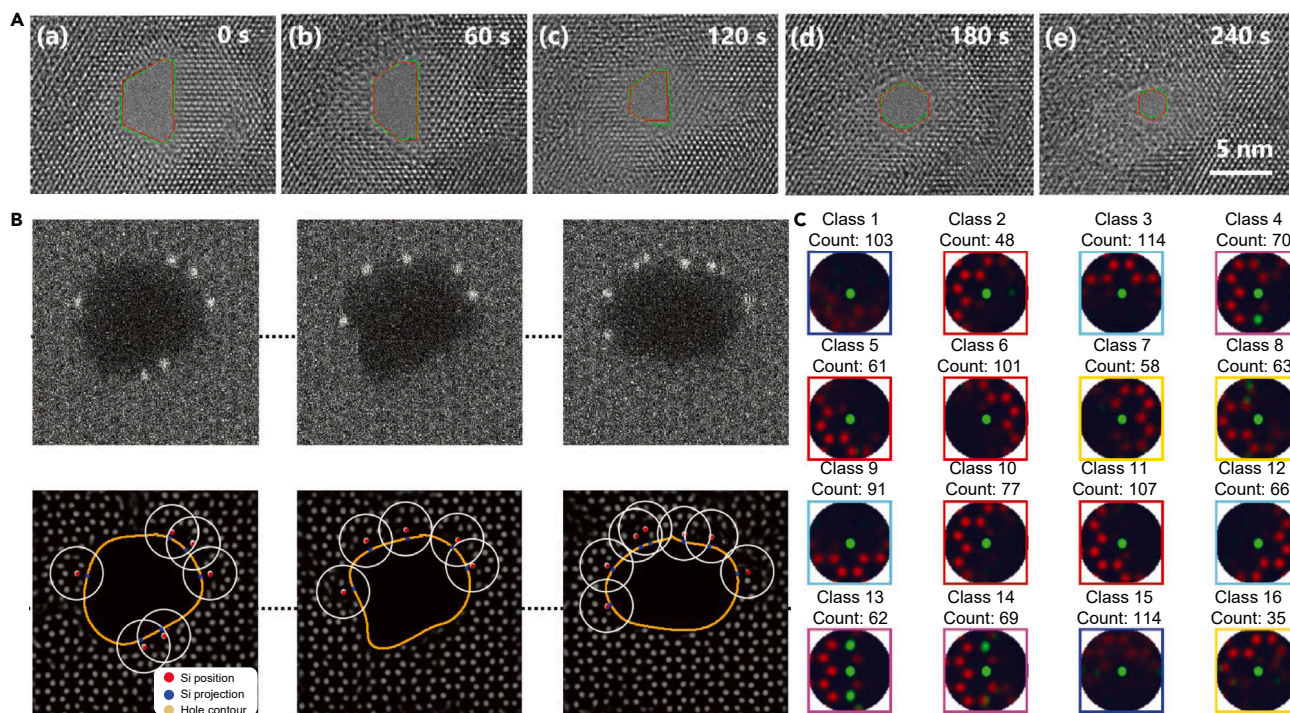 A
(a)
0 s
(b)
60 s
(c)
120 s
(d)
180 s
(e)
240 s
5 nm
B
Si position
Si projection
Hole contour
C
Class 1
Count: 103
Class 2
Count: 48
Class 3
Count: 114
Class 4
Count: 70
Class 5
Count: 61
Class 6
Count: 101
Class 7
Count: 58
Class 8
Count: 63
Class 9
Count: 91
Class 10
Count: 77
Class 11
Count: 107
Class 12
Count: 66
Class 13
Count: 62
Class 14
Count: 69
Class 15
Count: 114
Class 16
Count: 35